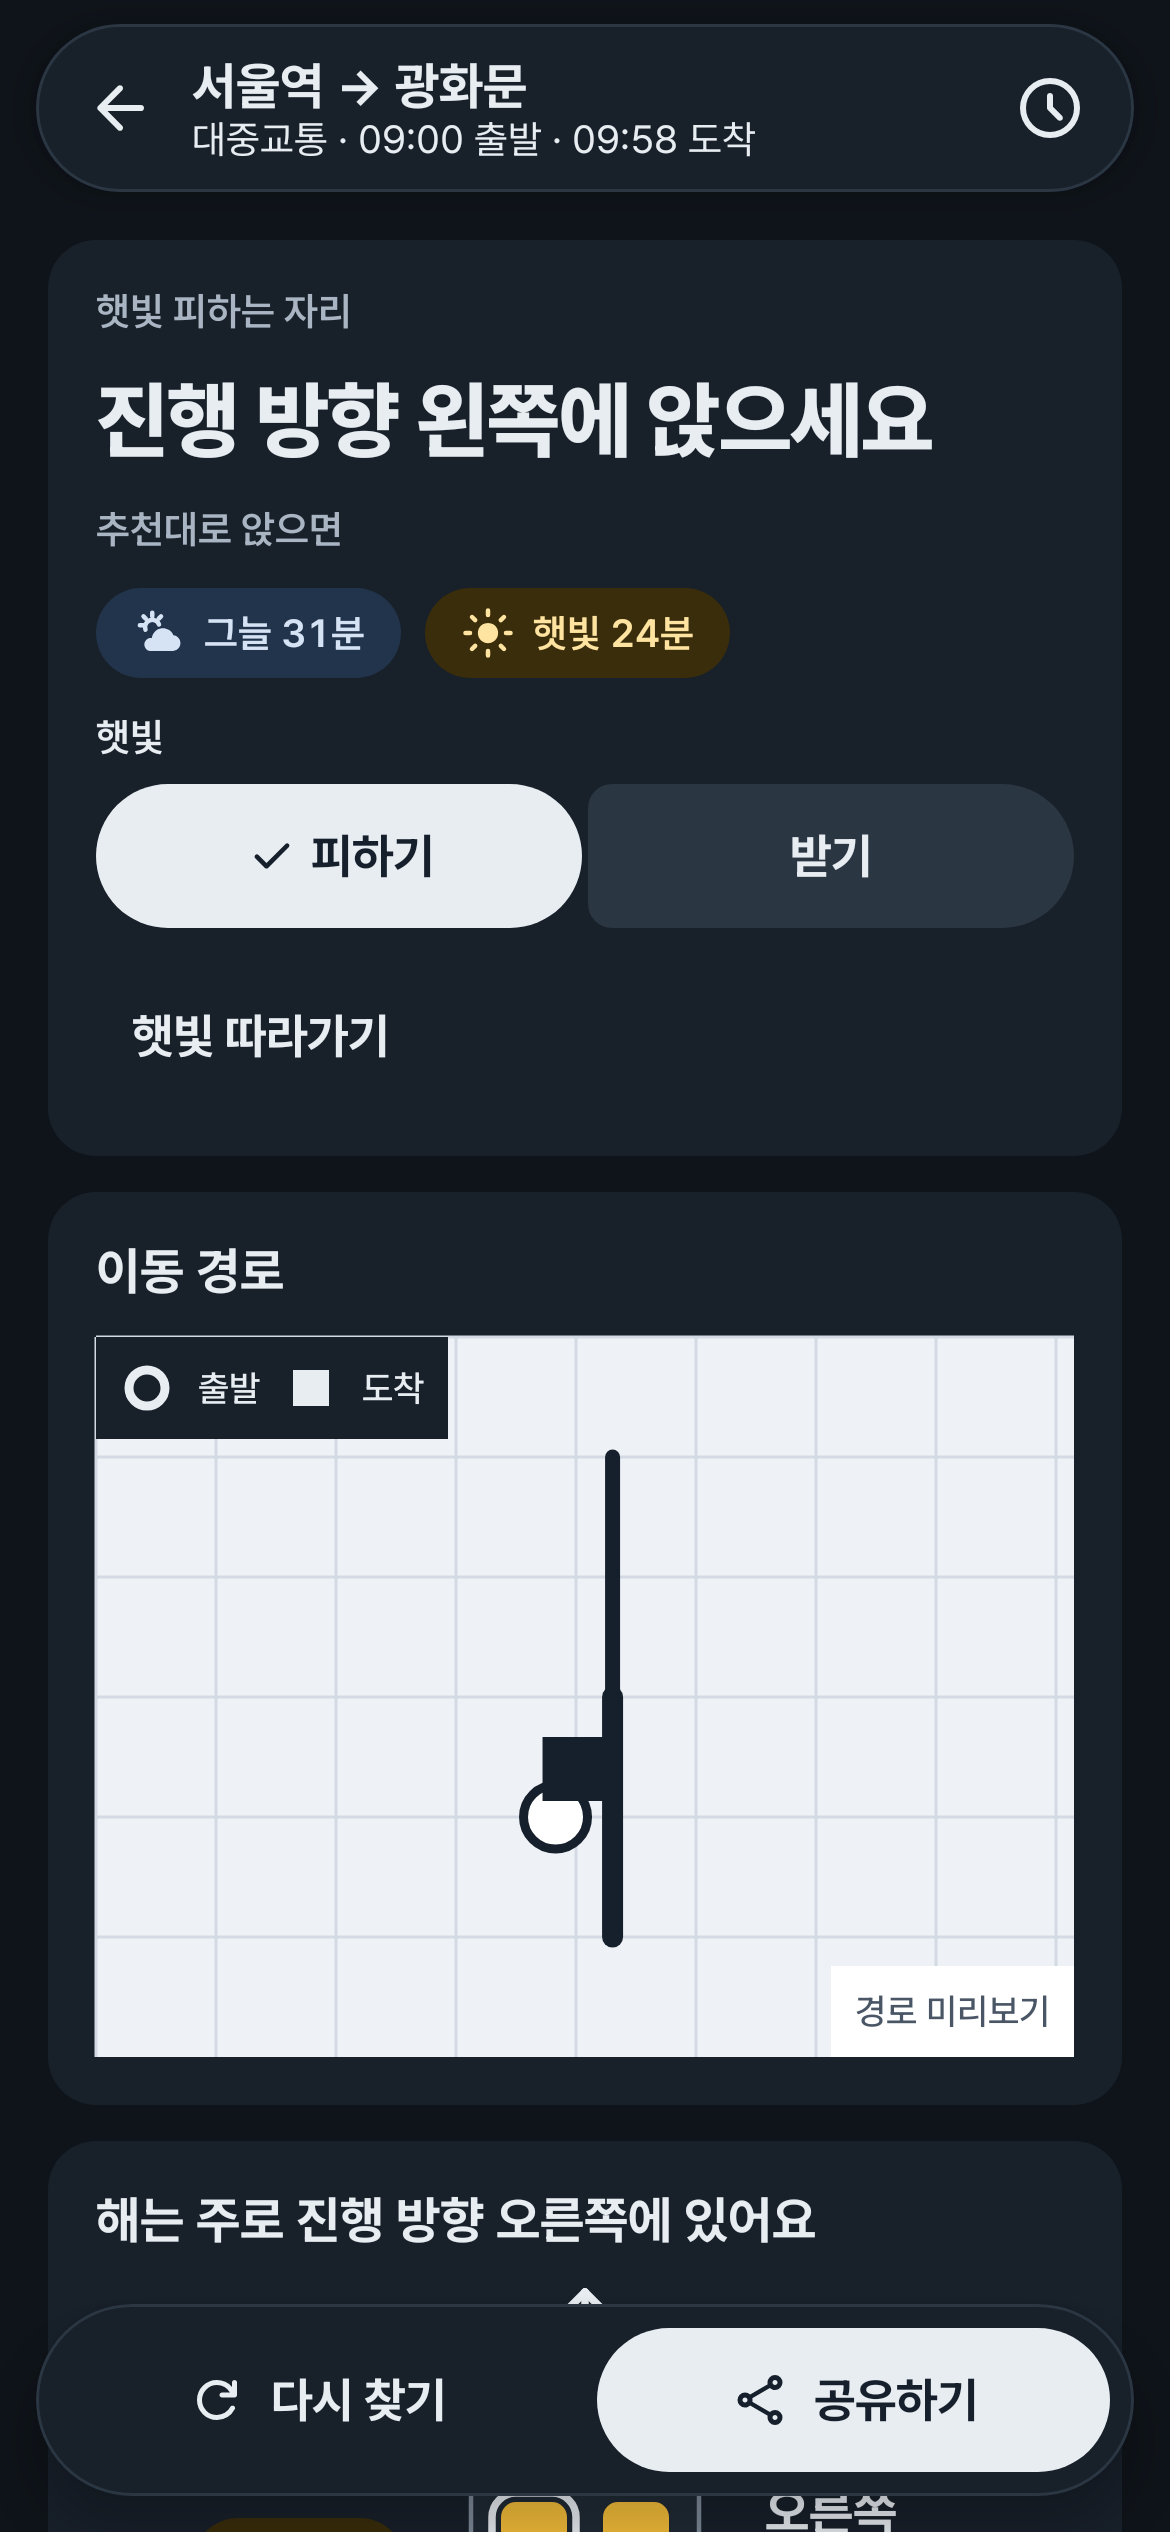 서울역 → 광화문
대중교통 · 09:00 출발 · 09:58 도착
햇빛 피하는 자리
진행 방향 왼쪽에 앉으세요
추천대로 앉으면
그늘 31분
햇빛 24분
햇빛
피하기
받기
햇빛 따라가기
이동 경로
출발
도착
경로 미리보기
해는 주로 진행 방향 오른쪽에 있어요
다시 찾기
공유하기
오른쪽